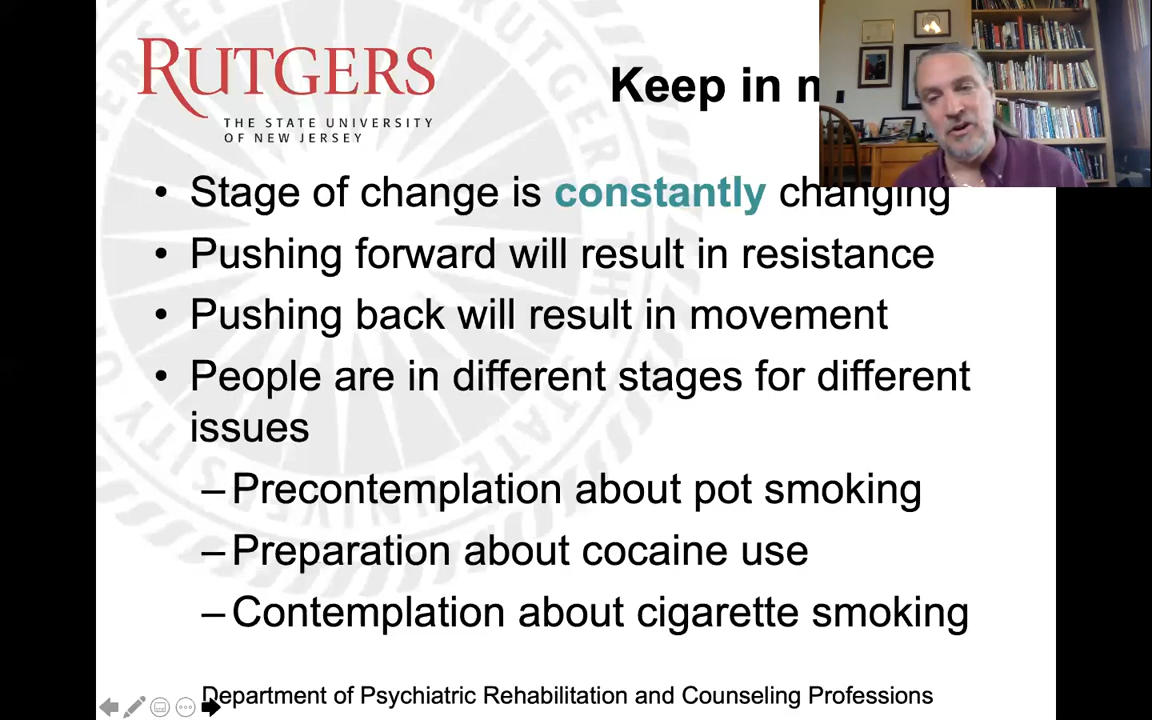 RUTGERS
THE STATE UNIVERSITY
OF NEW JERSEY
Keep in
• Stage of change is constantly changing
• Pushing forward will result in resistance
• Pushing back will result in movement
• People are in different stages for different
issues
–Precontemplation about pot smoking
–Preparation about cocaine use
–Contemplation about cigarette smoking
Department of Psychiatric Rehabilitation and Counseling Professions